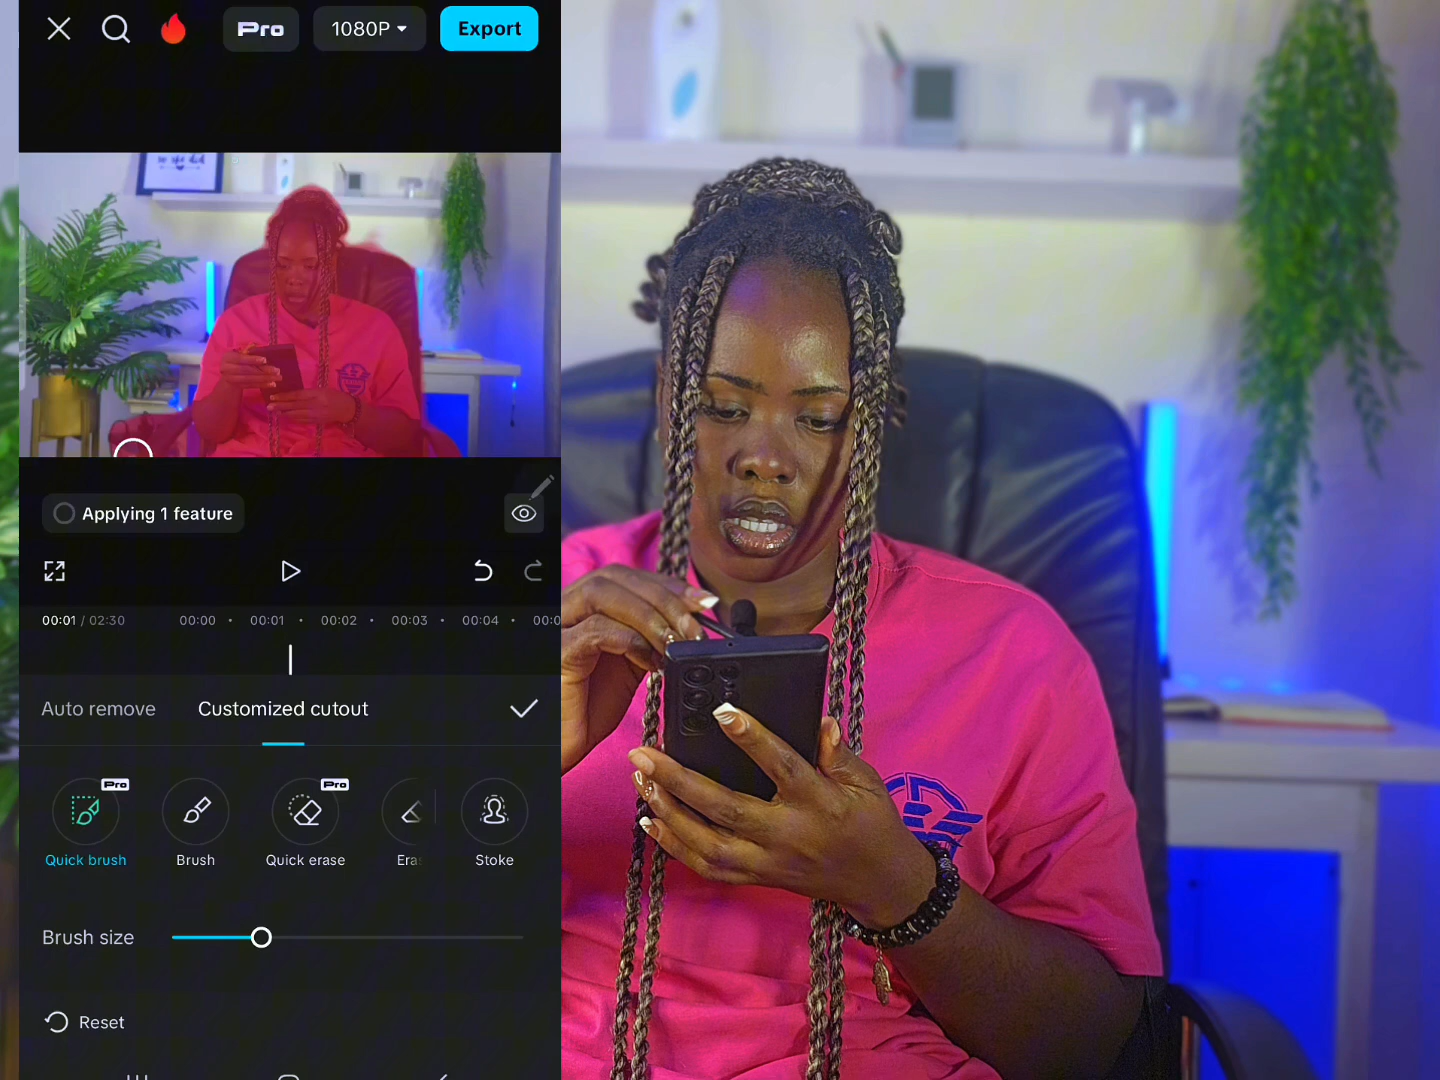 Pro
1080P
Export
Applying 1 feature
00:01 / 02:30
00:00
00:01
00:02
00:03
00:04
Auto remove
Customized cutout
Pro
Pro
Quick brush
Brush
Quick erase
Stoke
Brush size
Reset